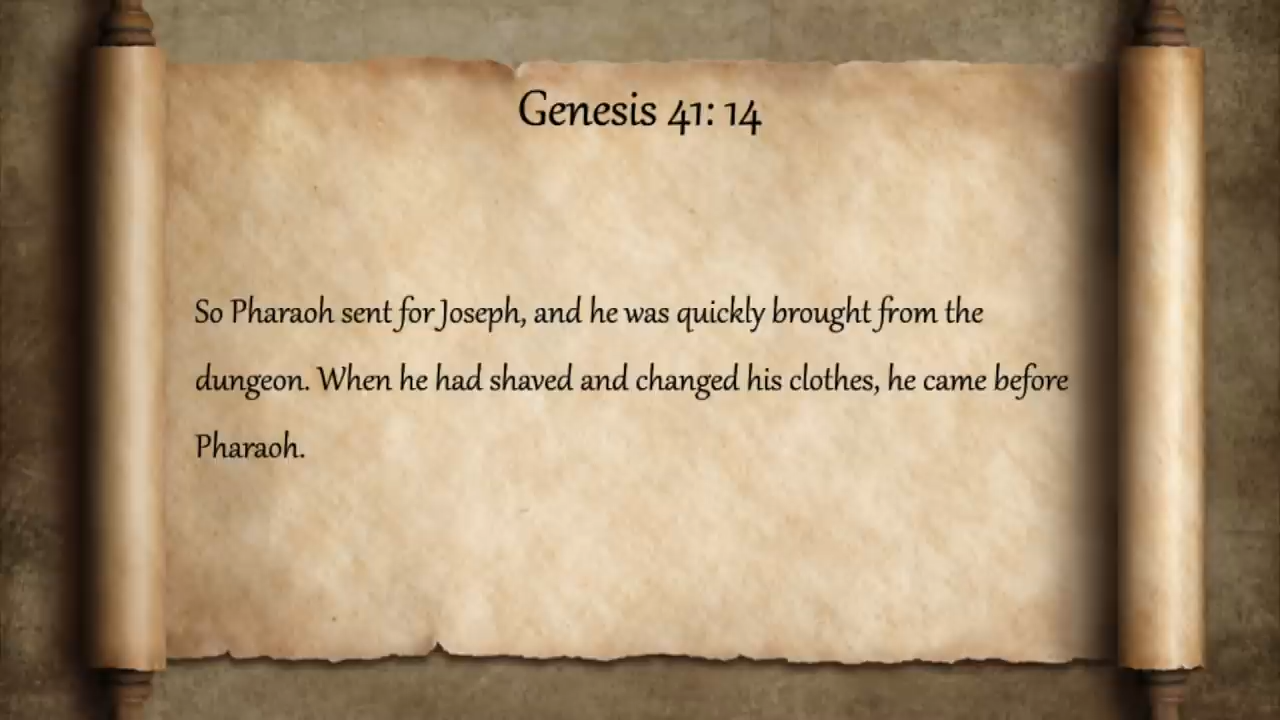 Genesis 41: 14
So Pharaoh sent for Joseph, and he was quickly brought from the
dungeon. When he had shaved and changed his clothes, he came before
Pharaoh.